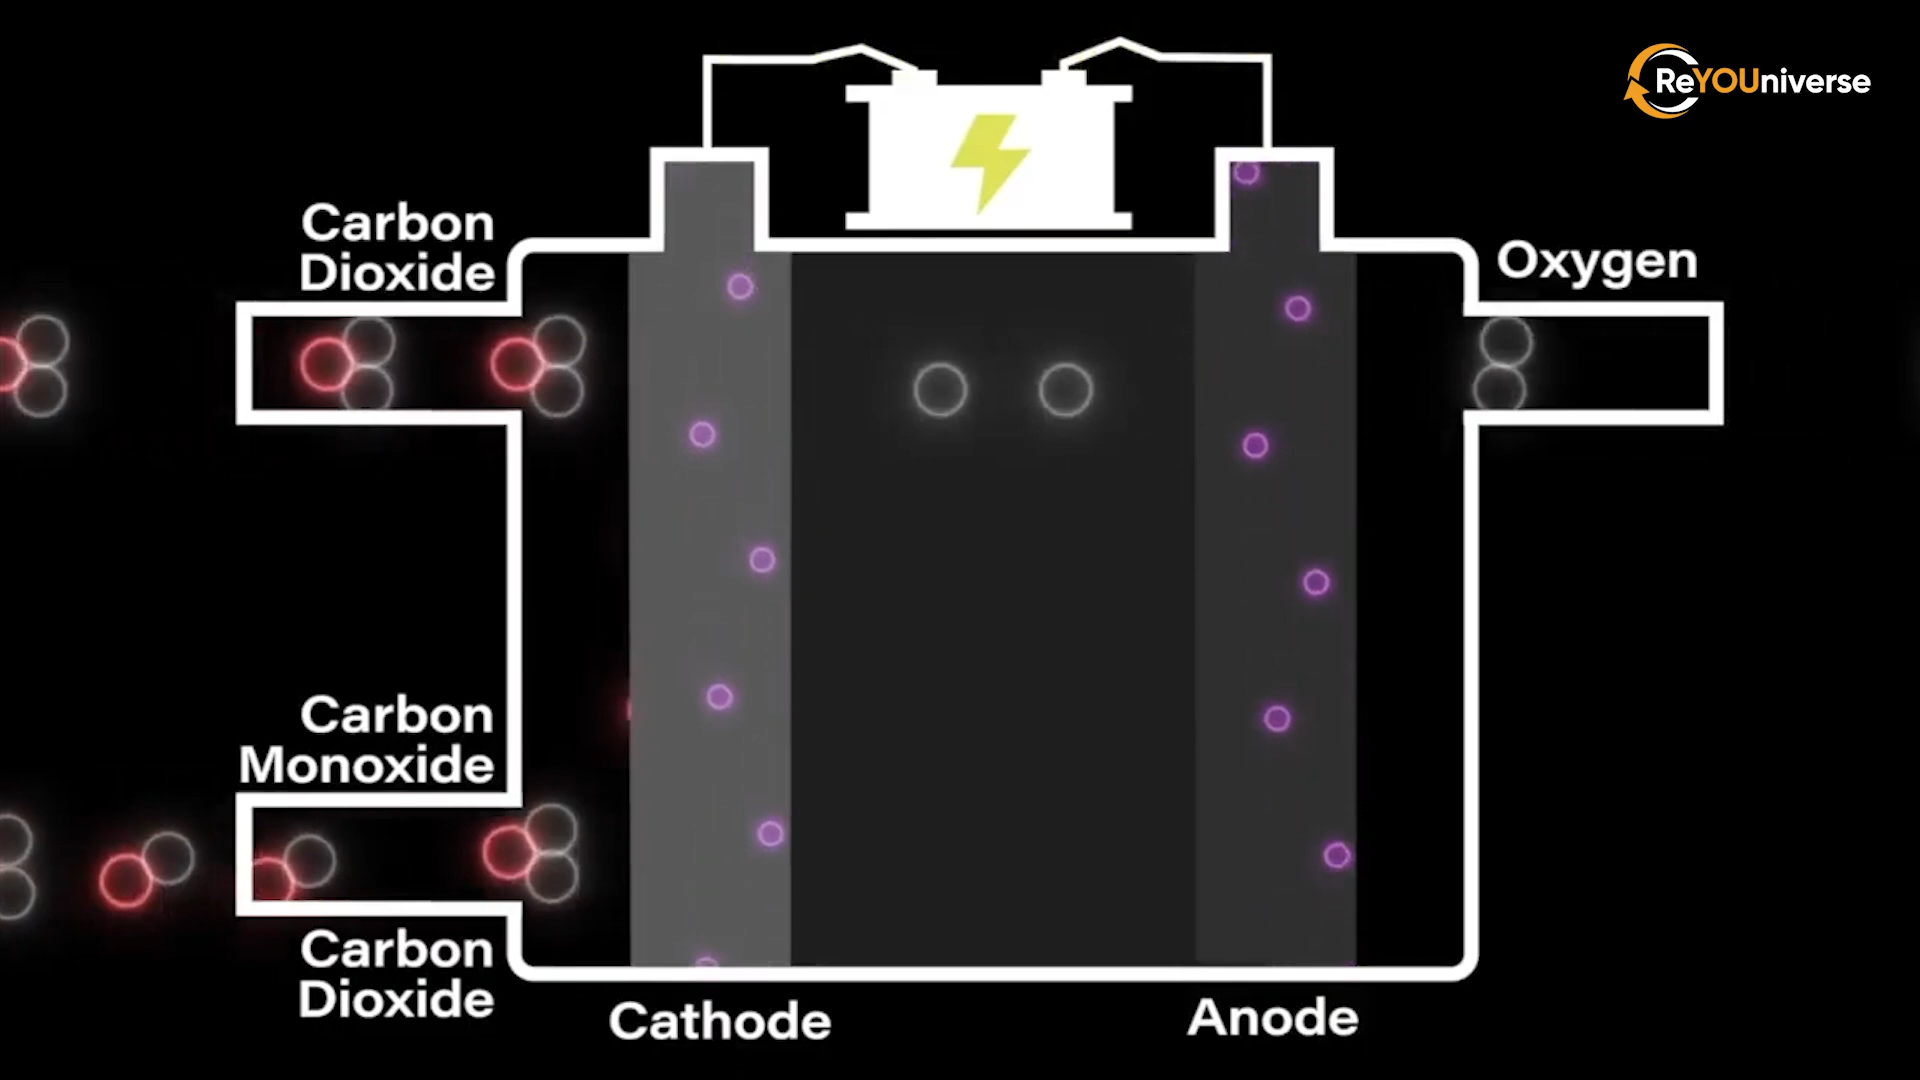 ReYOUniverse
Carbon
Dioxide
Oxygen
Carbon
Monoxide
Carbon
Dioxide
Cathode
Anode